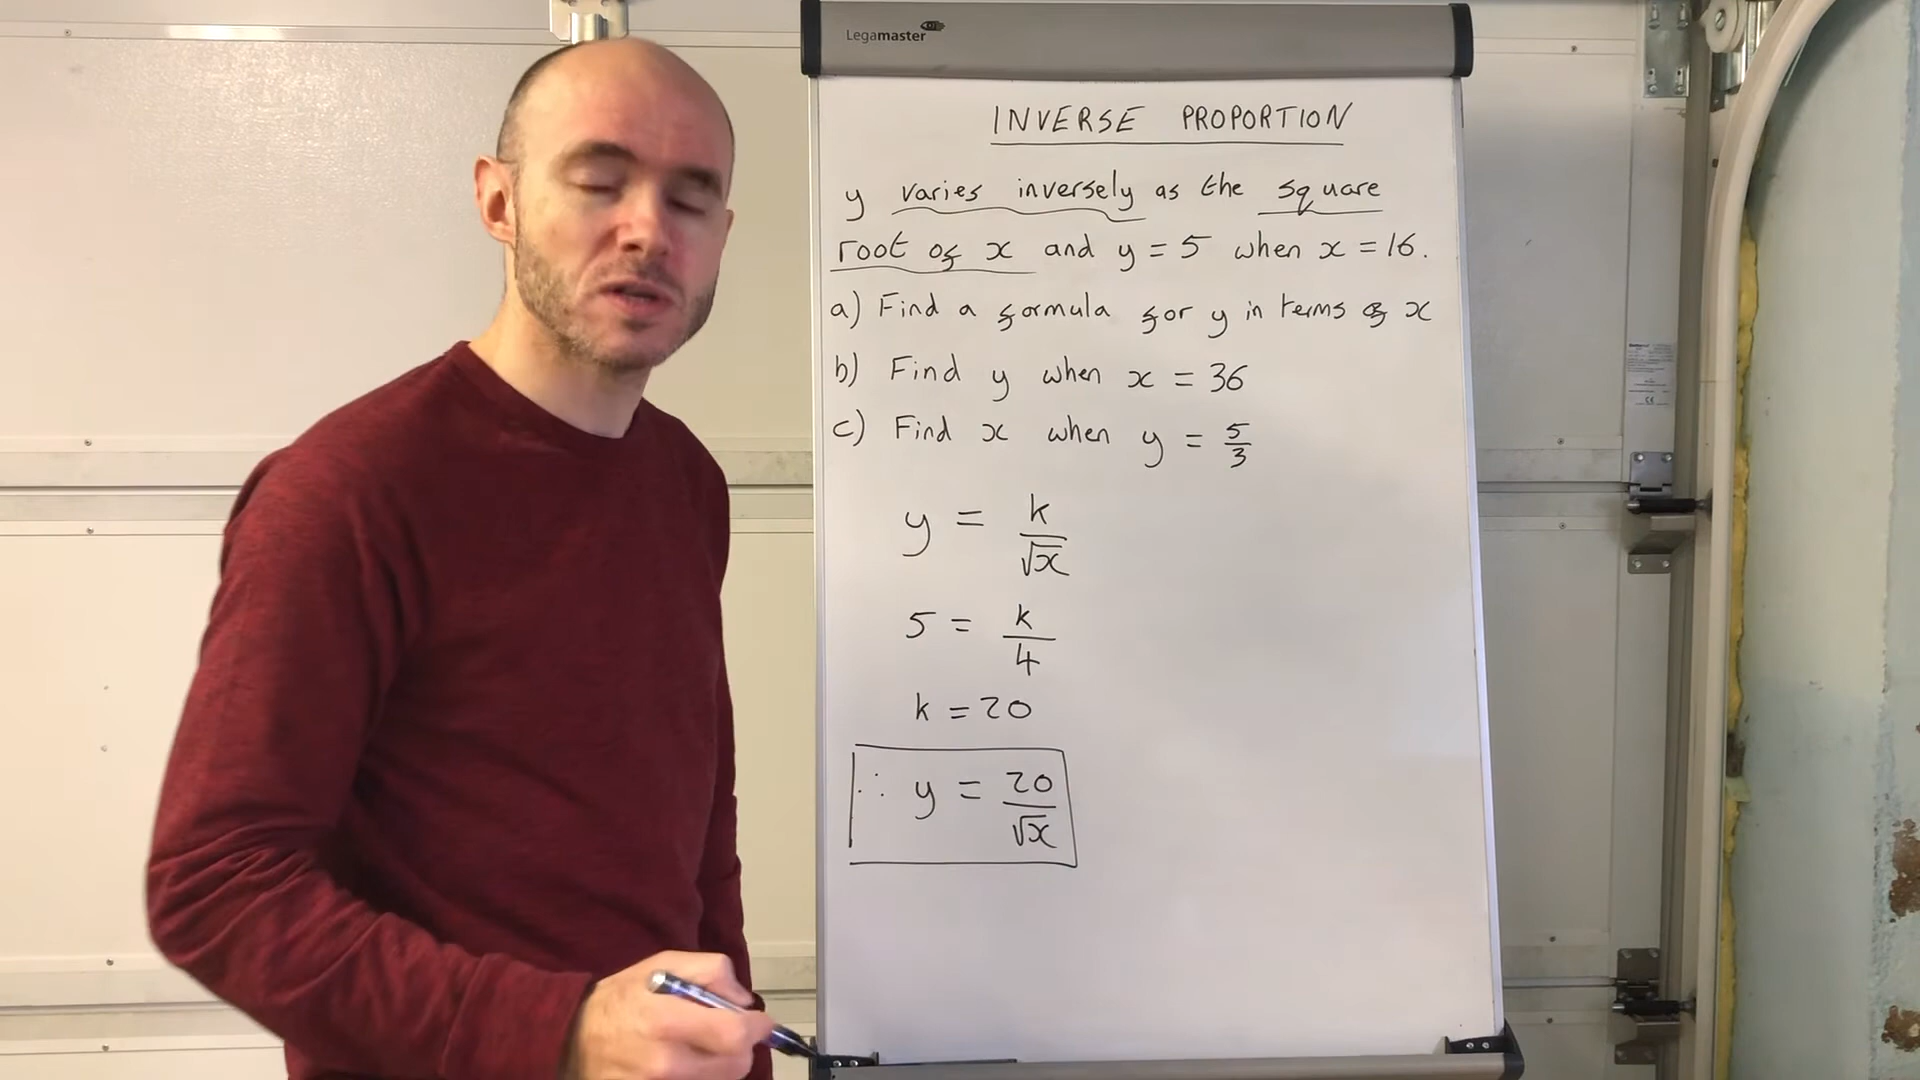 Legamaster
INVERSE PROPORTION
y varies inversely as the square
root of x and y = 5 when x = 16.
a) Find a formula for y in terms of x
b) Find y when x = 36
c) Find x when y = 5/3
y = k/√x
5 = k/4
k = 20
∴ y = 20/√x